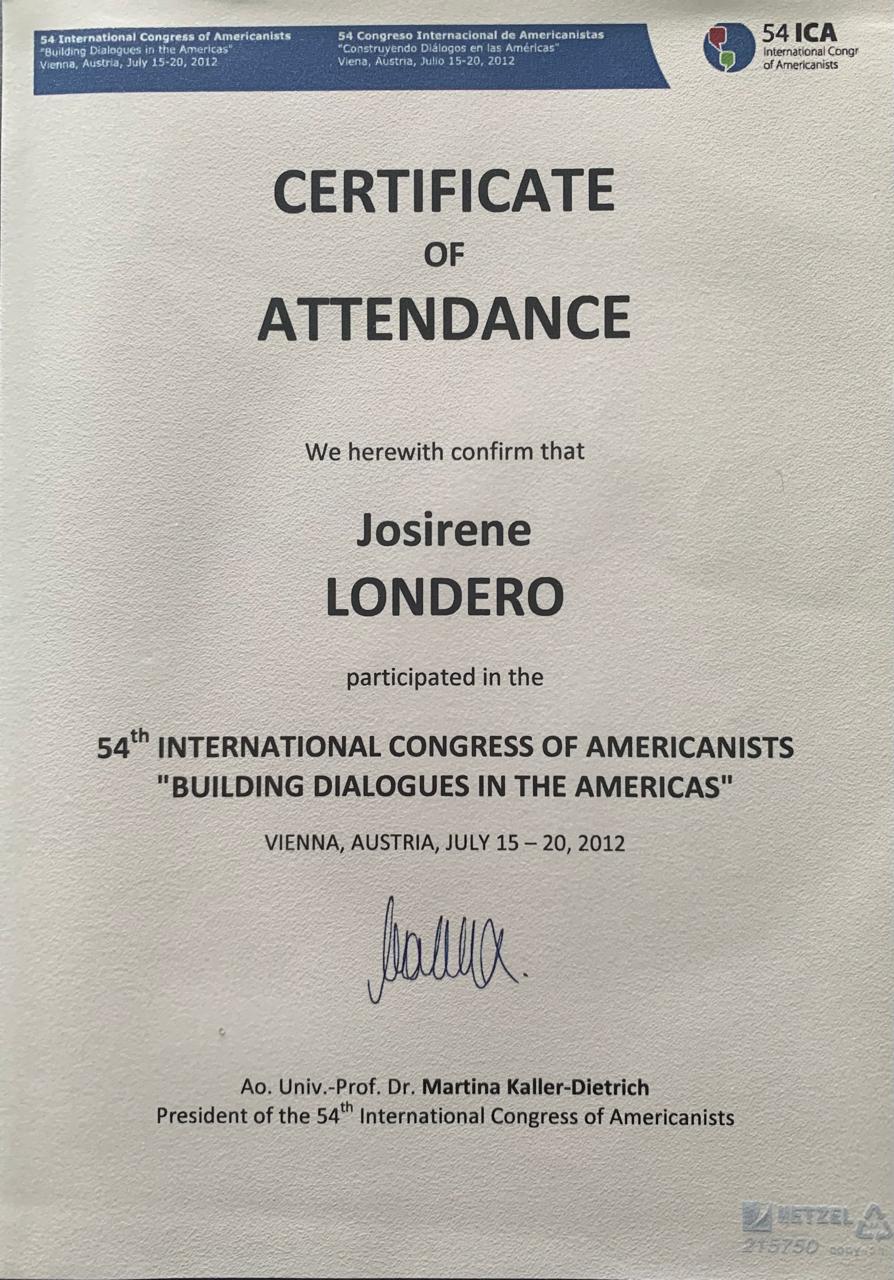 54 International Congress of Americanists
"Building Dialogues in the Americas"
Vienna, Austria, July 15-20, 2012
54 Congreso Internacional de Americanistas
"Construyendo Diálogos en las Américas"
Viena, Austria, Julio 15-20, 2012
54 ICA
International Congr
of Americanists
CERTIFICATE
OF
ATTENDANCE
We herewith confirm that
Josirene
LONDERO
participated in the
54th INTERNATIONAL CONGRESS OF AMERICANISTS
"BUILDING DIALOGUES IN THE AMERICAS"
VIENNA, AUSTRIA, JULY 15 – 20, 2012
Ao. Univ.-Prof. Dr. Martina Kaller-Dietrich
President of the 54th International Congress of Americanists
HETZEL
215750